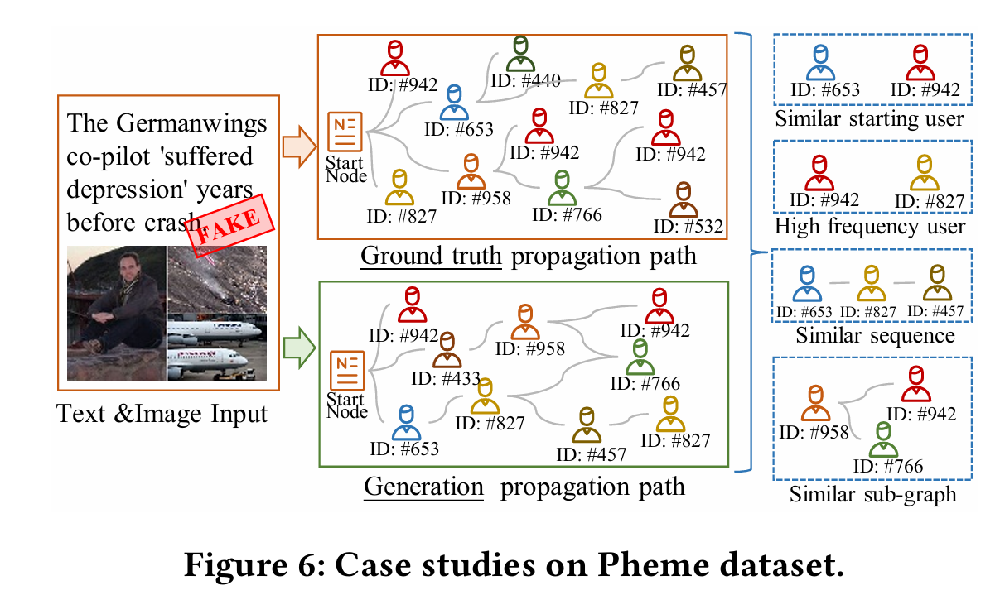 The Germanwings
co-pilot 'suffered
depression' years
before crash.
FAKE
Text &Image Input
ID: #942
ID: #440
ID: #827
ID: #457
ID: #653
ID: #942
ID: #942
Start
Node
ID: #827
ID: #958
ID: #766
ID: #532
Ground truth propagation path
ID: #942
ID: #958
ID: #942
ID: #433
ID: #766
Start
Node
ID: #827
ID: #827
ID: #653
ID: #457
Generation propagation path
ID: #653
ID: #942
Similar starting user
ID: #942
ID: #827
High frequency user
ID: #653
ID: #827
ID: #457
Similar sequence
ID: #942
ID: #958
ID: #766
Similar sub-graph
Figure 6: Case studies on Pheme dataset.